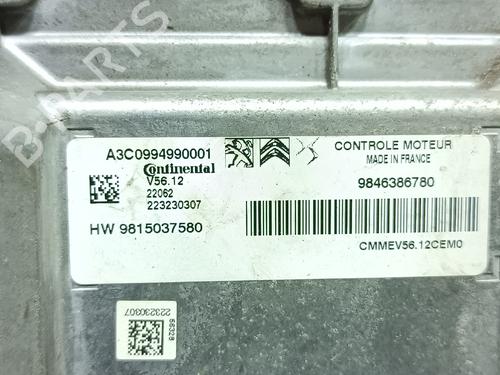 A3C0994990001
Continental
V56.12
22062
223230307
HW 9815037580
CONTROLE MOTEUR
MADE IN FRANCE
9846386780
CMMEV56.12CEM0
56328
223230307
B-PARTS